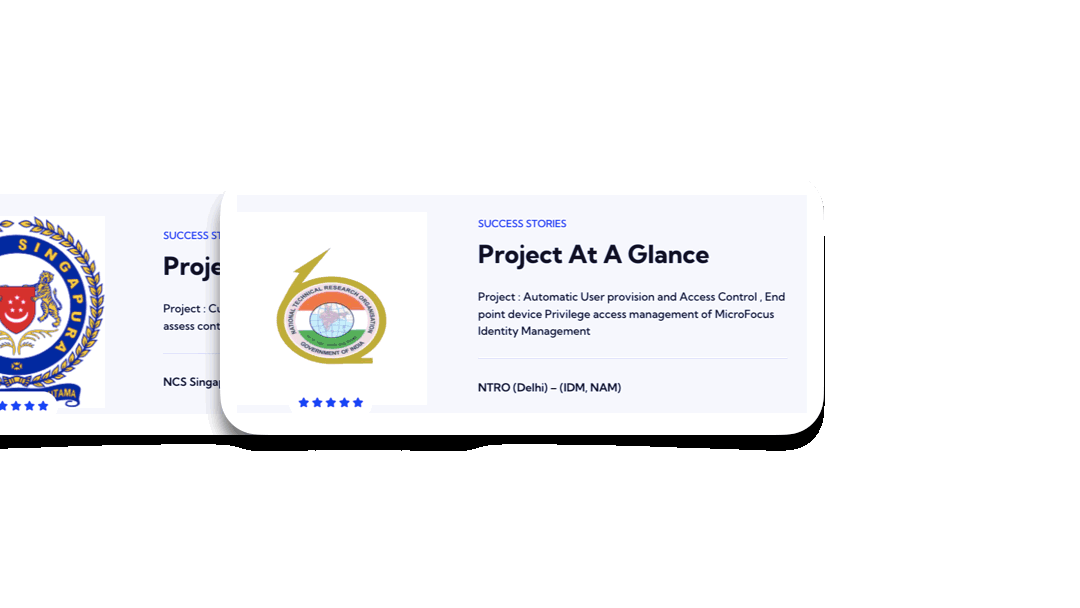 SINGAPURA
SUCCESS ST
Proje
Project : Cu
assess cont
NCS Singap
NATIONAL TECHNICAL RESEARCH ORGANISATION
GOVERNMENT OF INDIA
SUCCESS STORIES
Project At A Glance
Project : Automatic User provision and Access Control , End
point device Privilege access management of MicroFocus
Identity Management
NTRO (Delhi) – (IDM, NAM)